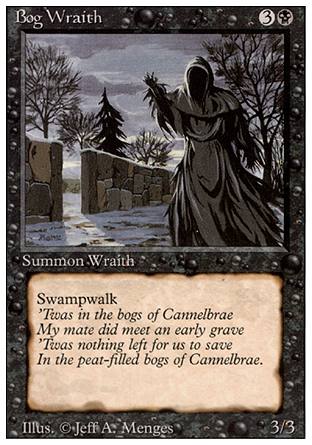 Bog Wraith 3
Summon Wraith
Swampwalk
'Twas in the bogs of Cannelbrae
My mate did meet an early grave
'Twas nothing left for us to save
In the peat-filled bogs of Cannelbrae.
Illus. © Jeff A. Menges 3/3